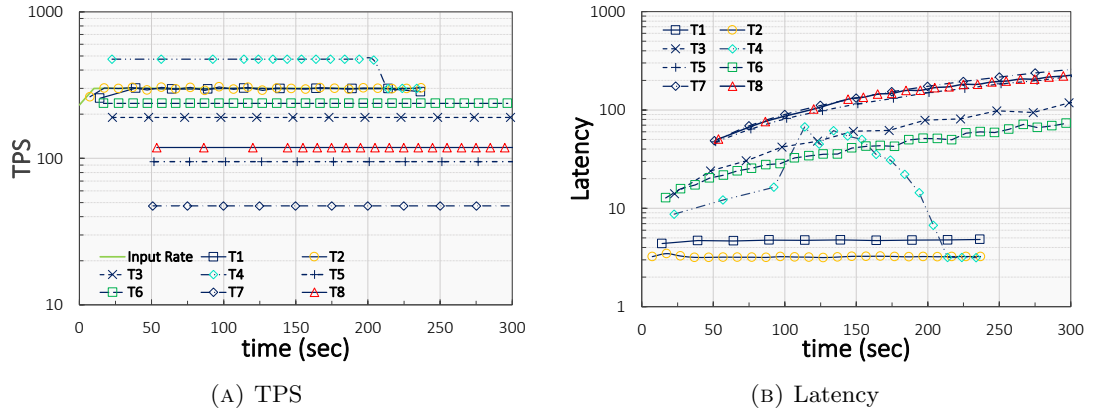 1000
100
10
TPS
Input Rate T1 T2
T3 T4 T5
T6 T7 T8
0 50 100 150 200 250 300
time (sec)
(A) TPS
1000
100
10
1
Latency
T1 T2
T3 T4
T5 T6
T7 T8
0 50 100 150 200 250 300
time (sec)
(B) Latency